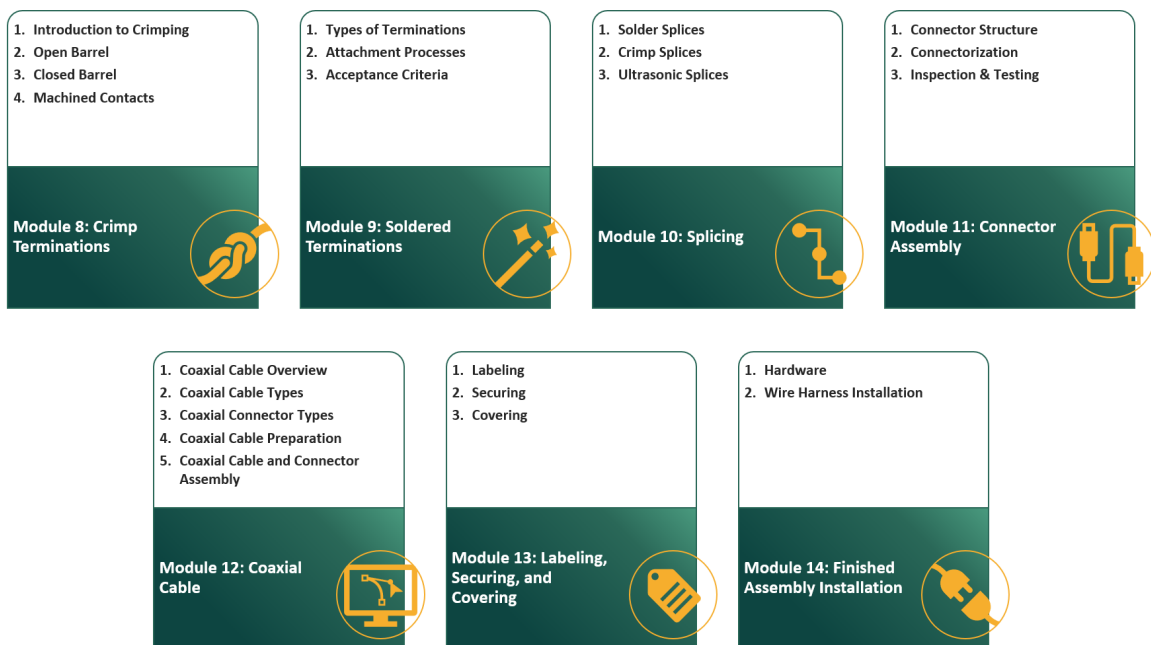 1. Introduction to Crimping
2. Open Barrel
3. Closed Barrel
4. Machined Contacts
Module 8: Crimp
Terminations
1. Types of Terminations
2. Attachment Processes
3. Acceptance Criteria
Module 9: Soldered
Terminations
1. Solder Splices
2. Crimp Splices
3. Ultrasonic Splices
Module 10: Splicing
1. Connector Structure
2. Connectorization
3. Inspection & Testing
Module 11: Connector
Assembly
1. Coaxial Cable Overview
2. Coaxial Cable Types
3. Coaxial Connector Types
4. Coaxial Cable Preparation
5. Coaxial Cable and Connector
Assembly
Module 12: Coaxial
Cable
1. Labeling
2. Securing
3. Covering
Module 13: Labeling,
Securing, and
Covering
1. Hardware
2. Wire Harness Installation
Module 14: Finished
Assembly Installation